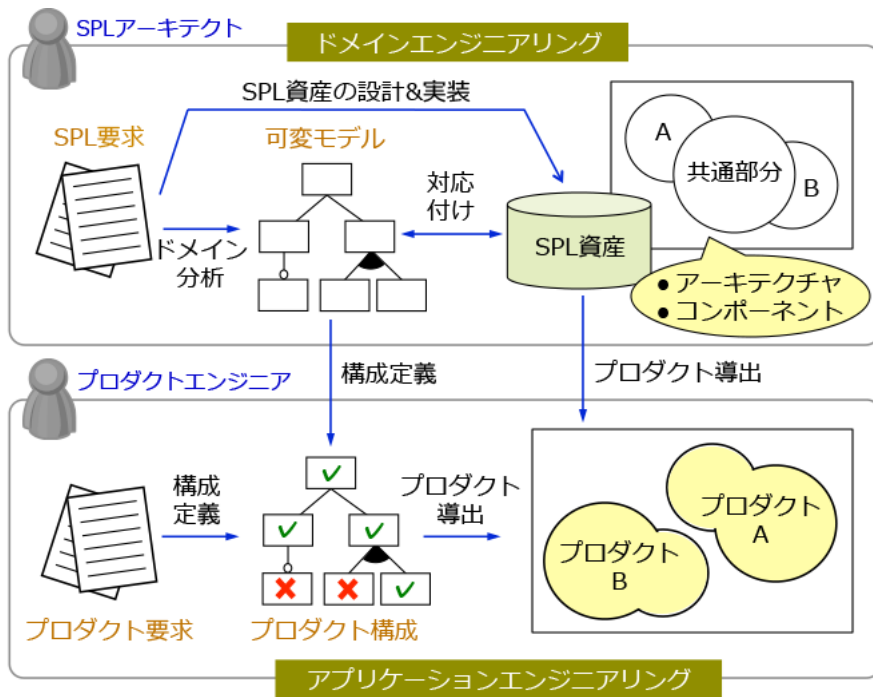 SPLアーキテクト
ドメインエンジニアリング
SPL資産の設計&実装
SPL要求
可変モデル
対応
付け
A
共通部分
B
ドメイン
分析
SPL資産
● アーキテクチャ
● コンポーネント
プロダクトエンジニア
構成定義
プロダクト導出
構成
定義
プロダクト
導出
プロダクト
A
プロダクト
B
プロダクト要求
プロダクト構成
アプリケーションエンジニアリング